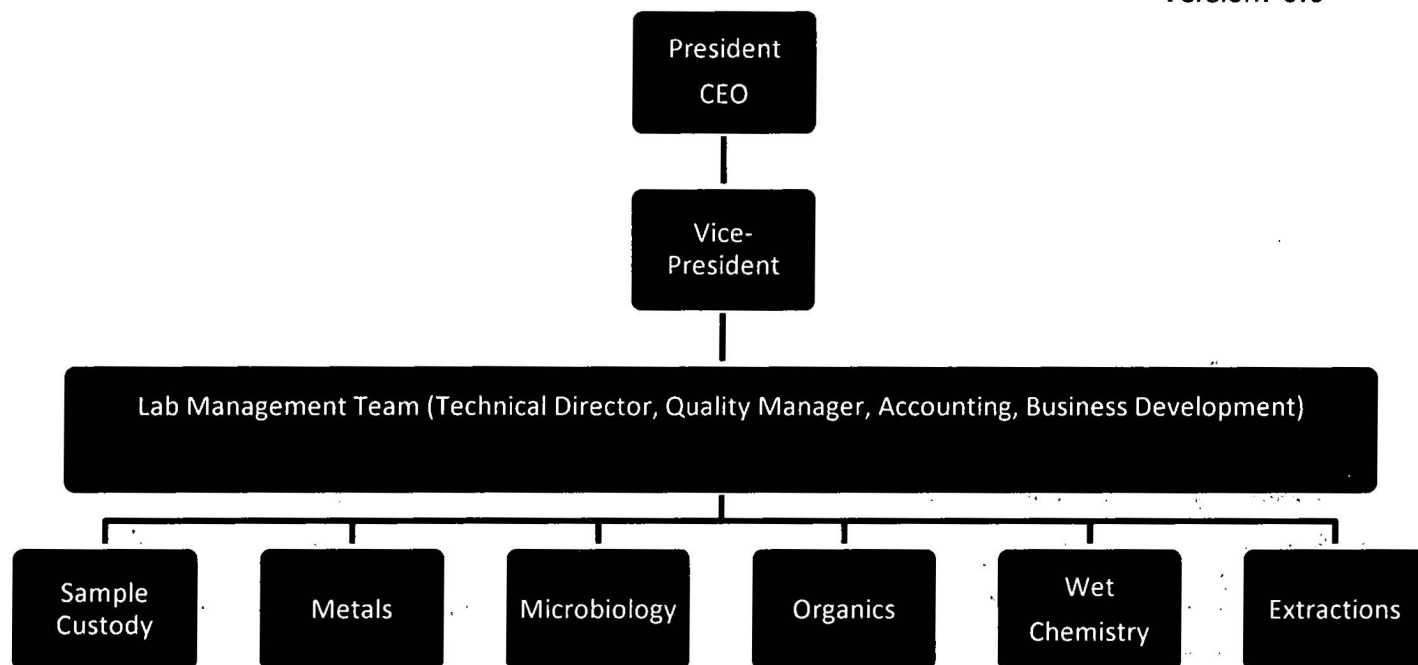 President
CEO
Vice-
President
Lab Management Team (Technical Director, Quality Manager, Accounting, Business Development)
Sample
Custody
Metals
Microbiology
Organics
Wet
Chemistry
Extractions